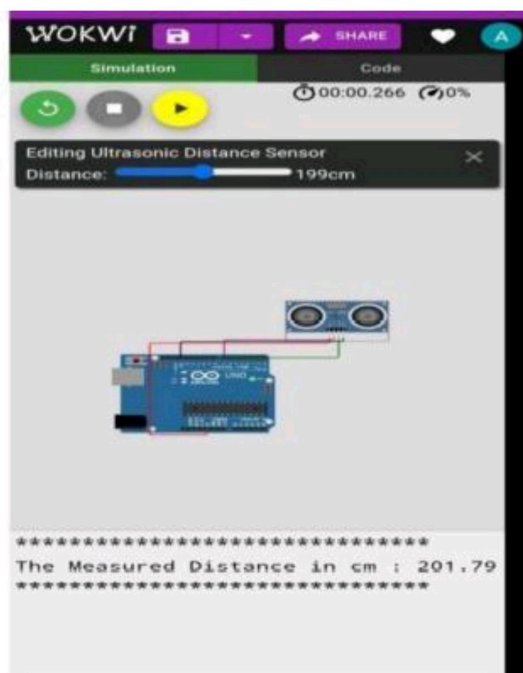 WOKWi
SHARE
A
Simulation
Code
00:00.266
0%
Editing Ultrasonic Distance Sensor
Distance:
199cm
UNO
*******************************
The Measured Distance in cm : 201.79
*******************************